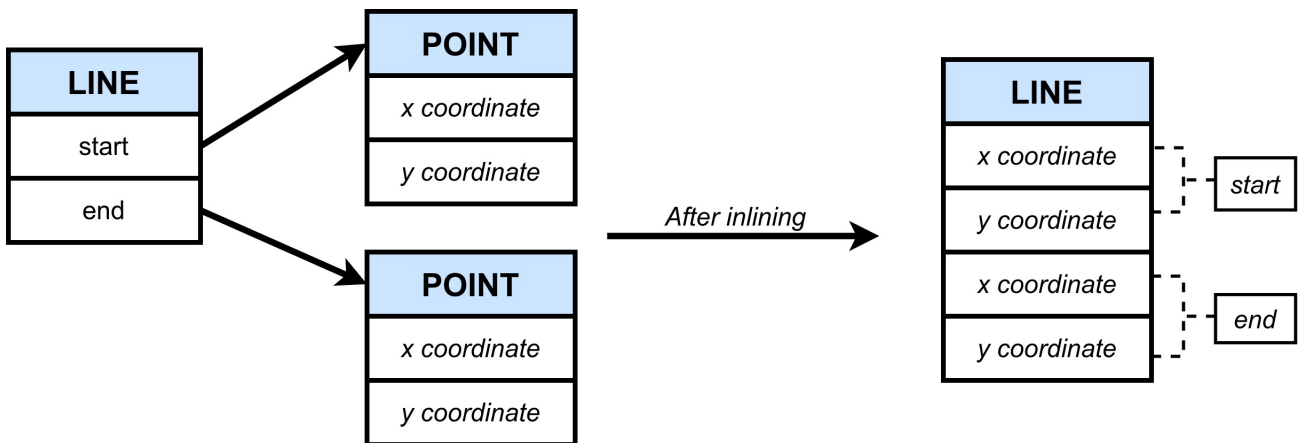 LINE
start
end
POINT
x coordinate
y coordinate
POINT
x coordinate
y coordinate
After inlining
LINE
x coordinate
y coordinate
x coordinate
y coordinate
start
end